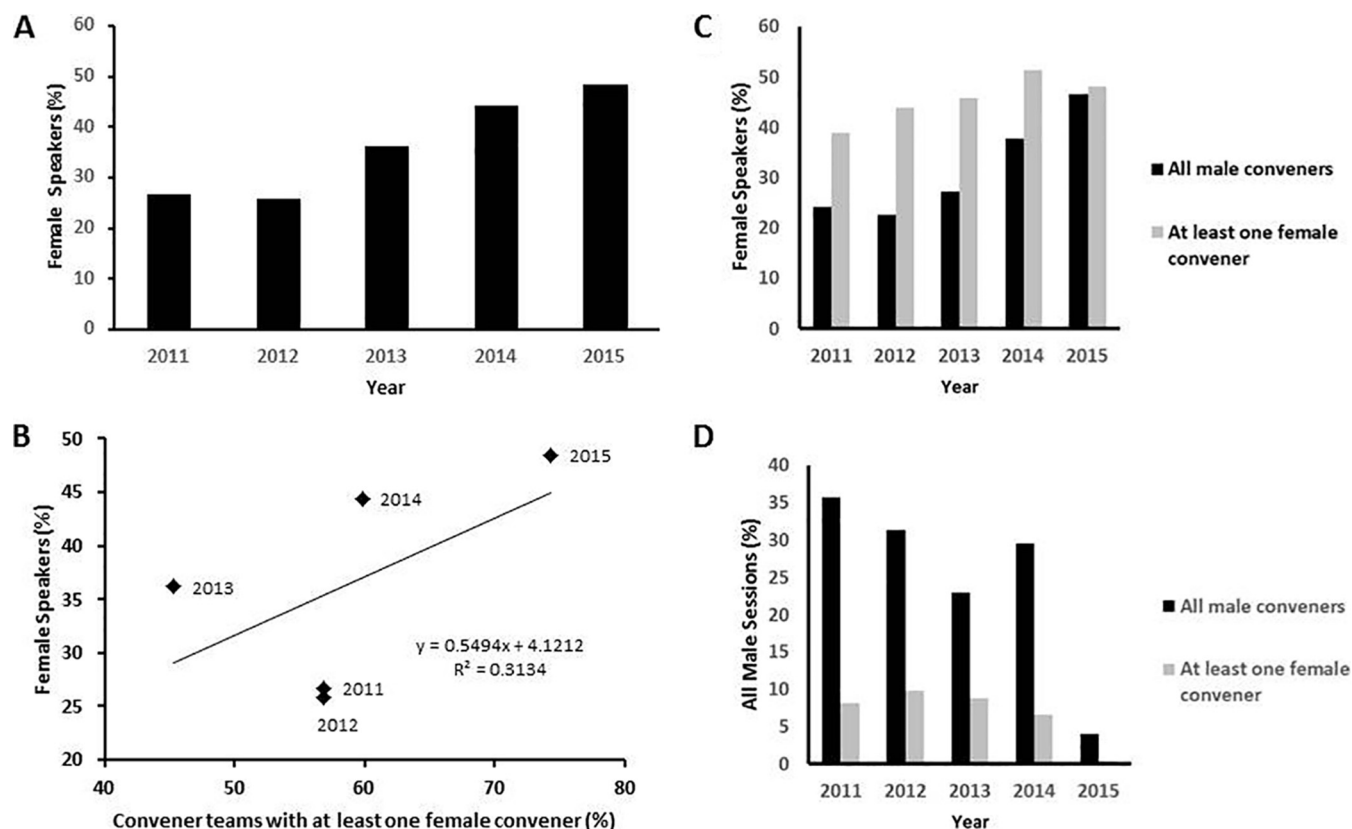 A
Female Speakers (%)
60
50
40
30
20
10
0
2011 2012 2013 2014 2015
Year
B
Female Speakers (%)
50
45
40
35
30
25
20
2015
2014
2013
y = 0.5494x + 4.1212
R² = 0.3134
2011
2012
40 50 60 70 80
Convener teams with at least one female convener (%)
C
Female Speakers (%)
60
50
40
30
20
10
0
2011 2012 2013 2014 2015
Year
All male conveners
At least one female
convener
D
All Male Sessions (%)
40
35
30
25
20
15
10
5
0
2011 2012 2013 2014 2015
Year
All male conveners
At least one female
convener